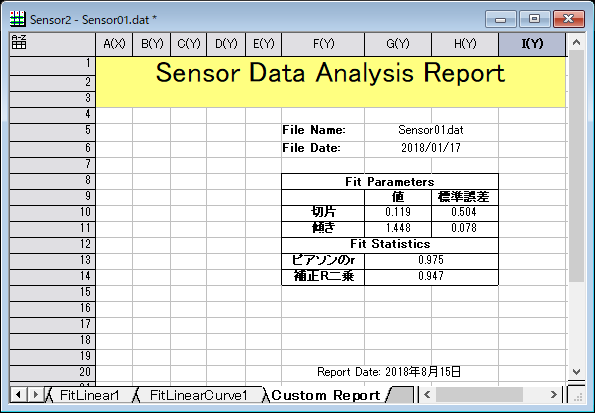 Sensor2 - Sensor01.dat *
A(X) B(Y) C(Y) D(Y) E(Y) F(Y) G(Y) H(Y) I(Y)
1
Sensor Data Analysis Report
2
3
4
5 File Name: Sensor01.dat
6 File Date: 2018/01/17
7
8 Fit Parameters
9 値 標準誤差
10 切片 0.119 0.504
11 傾き 1.448 0.078
12 Fit Statistics
13 ピアソンのr 0.975
14 補正R二乗 0.947
15
16
17
18
19
20 Report Date: 2018年8月15日
FitLinear1 FitLinearCurve1 Custom Report